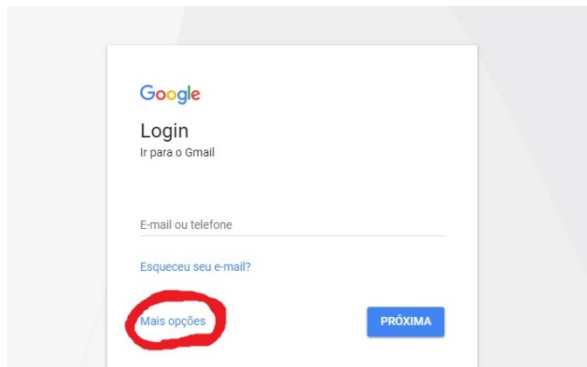 Google
Login
Ir para o Gmail
E-mail ou telefone
Esqueceu seu e-mail?
Mais opções
PRÓXIMA